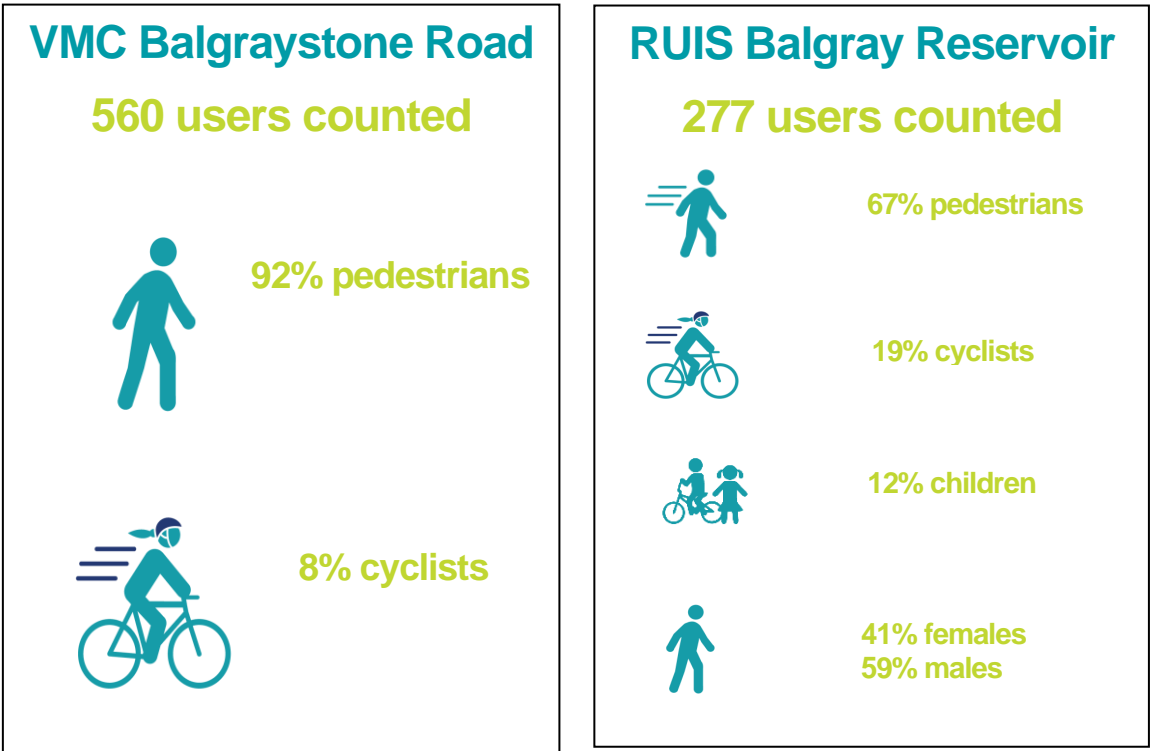 VMC Balgraystone Road
560 users counted
92% pedestrians
8% cyclists
RUIS Balgray Reservoir
277 users counted
67% pedestrians
19% cyclists
12% children
41% females
59% males